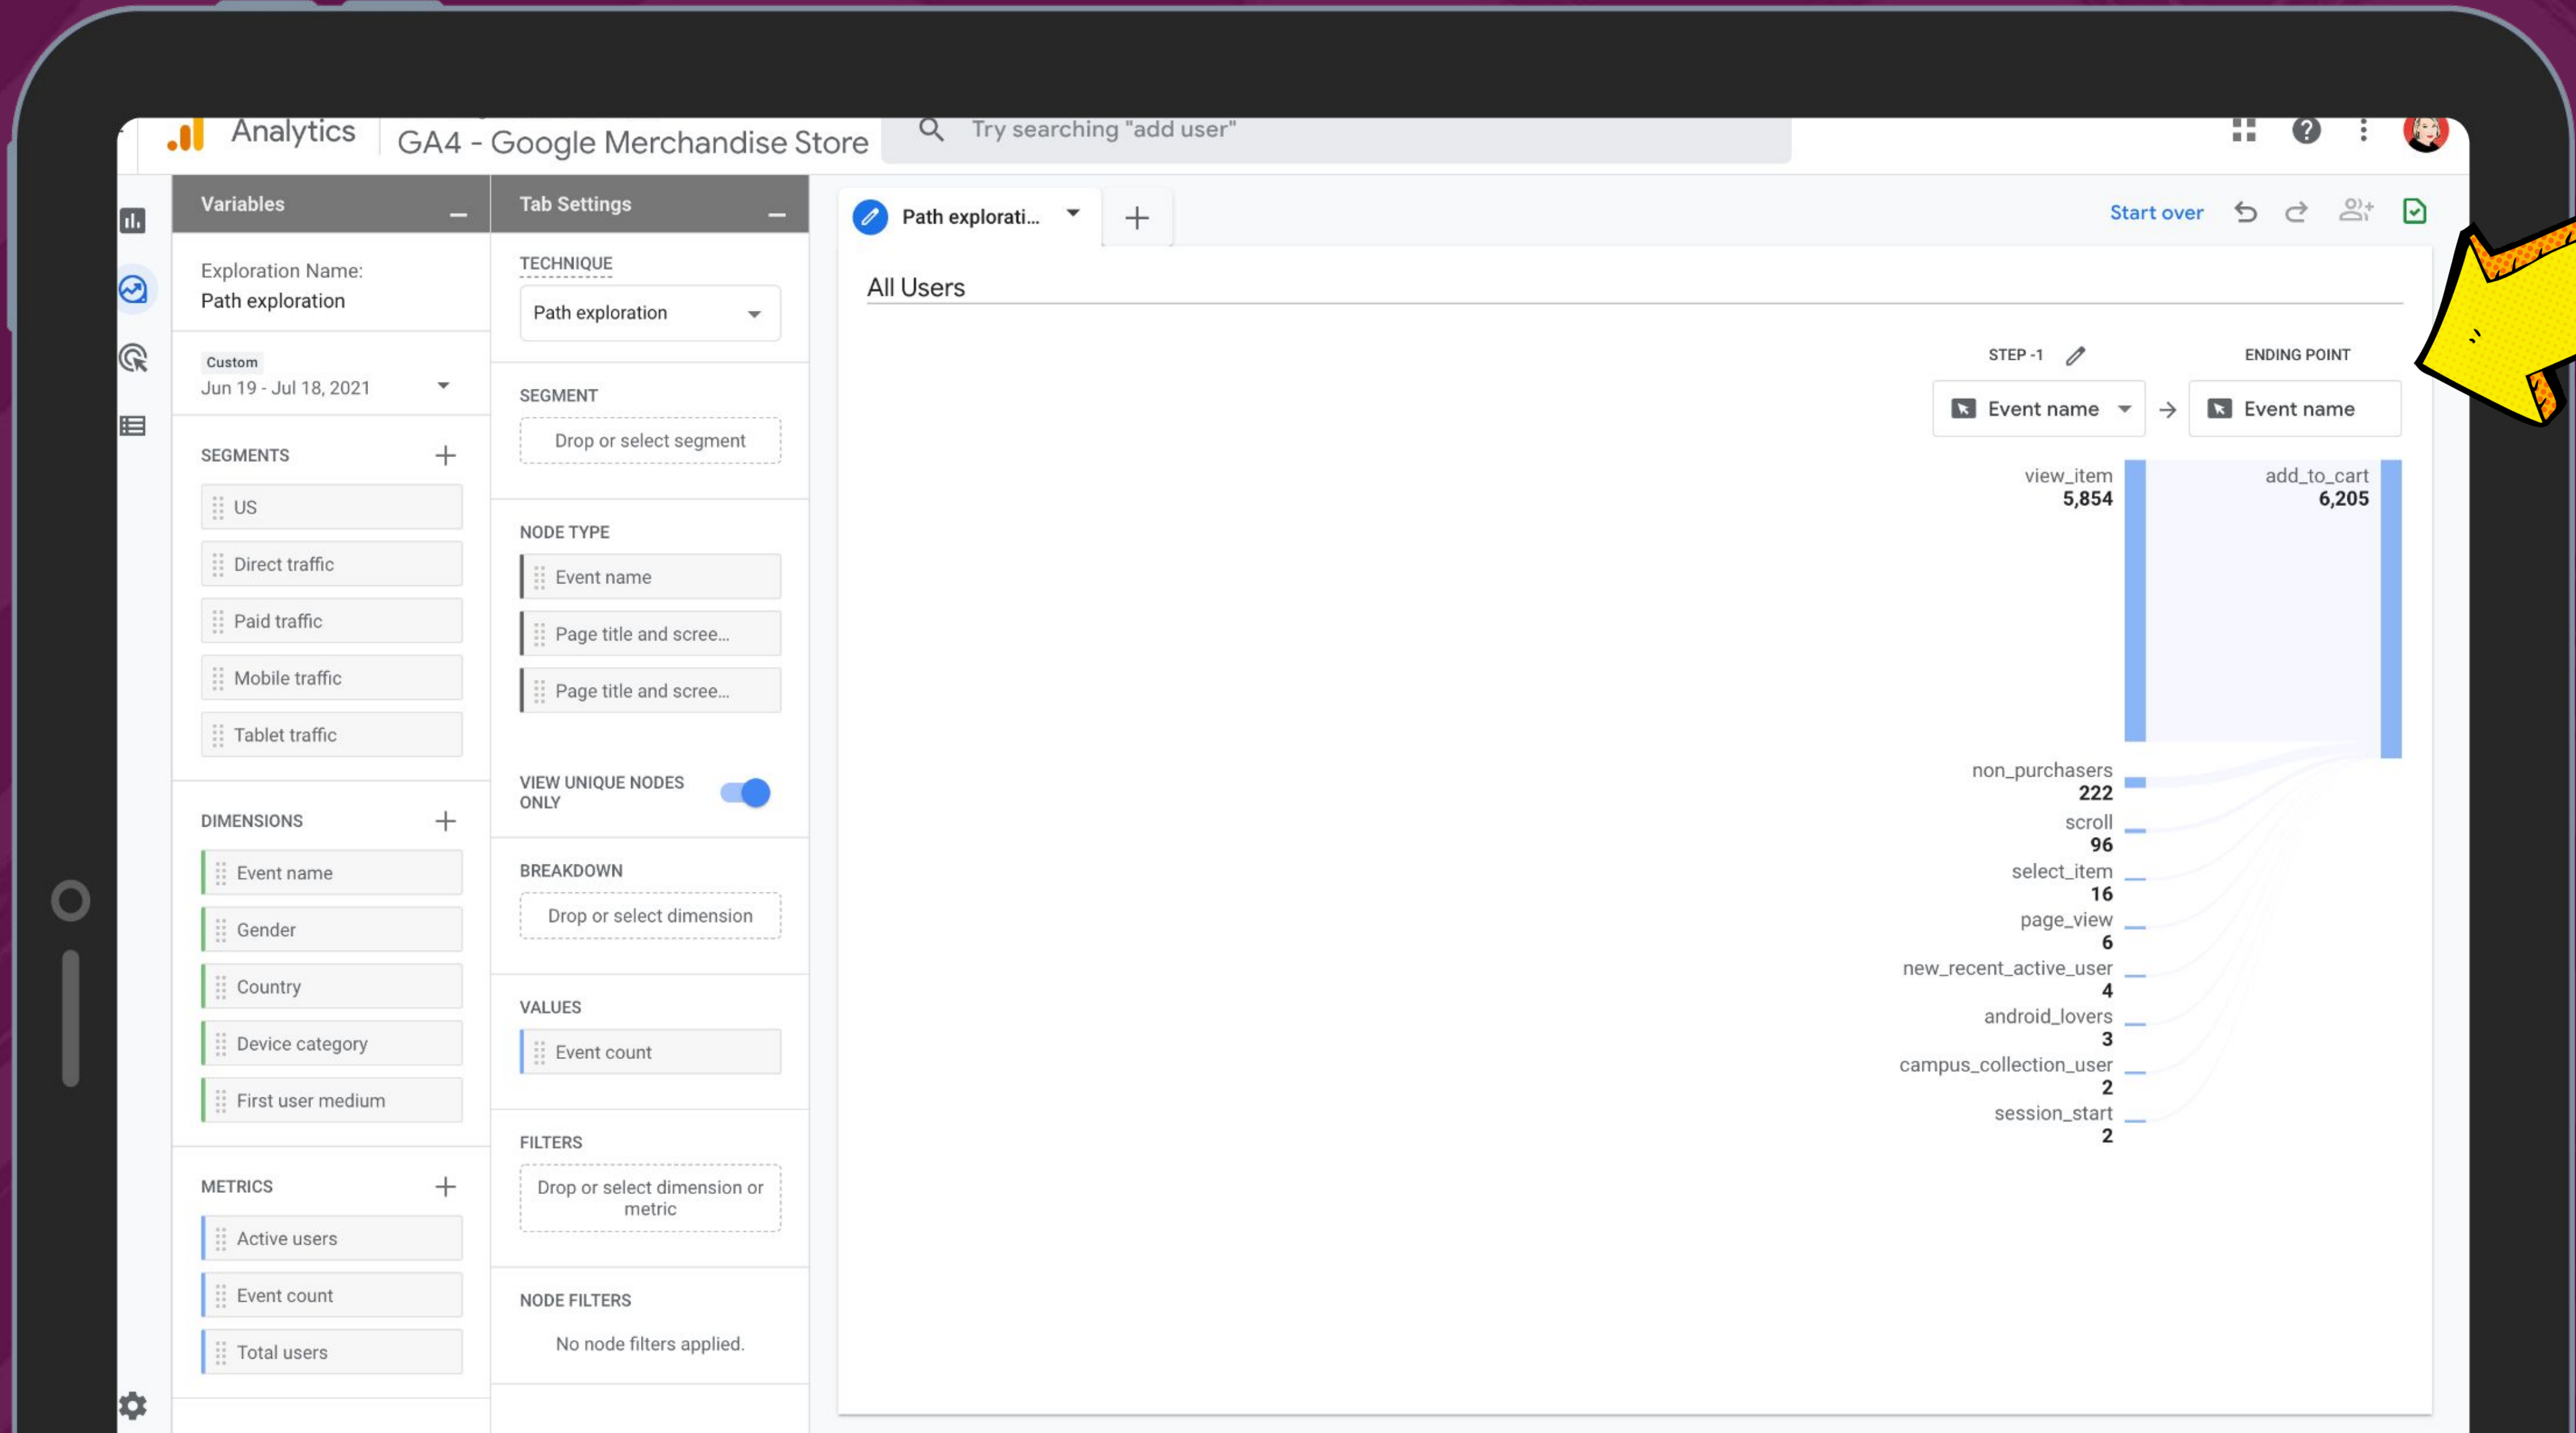 Analytics
GA4 - Google Merchandise Store
Try searching "add user"
Variables
Exploration Name:
Path exploration
Custom
Jun 19 - Jul 18, 2021
SEGMENTS
US
Direct traffic
Paid traffic
Mobile traffic
Tablet traffic
DIMENSIONS
Event name
Gender
Country
Device category
First user medium
METRICS
Active users
Event count
Total users
Tab Settings
TECHNIQUE
Path exploration
SEGMENT
Drop or select segment
NODE TYPE
Event name
Page title and scree...
Page title and scree...
VIEW UNIQUE NODES
ONLY
BREAKDOWN
Drop or select dimension
VALUES
Event count
FILTERS
Drop or select dimension or
metric
NODE FILTERS
No node filters applied.
Path explorati...
Start over
All Users
STEP -1
ENDING POINT
Event name
Event name
view_item
5,854
add_to_cart
6,205
non_purchasers
222
scroll
96
select_item
16
page_view
6
new_recent_active_user
4
android_lovers
3
campus_collection_user
2
session_start
2